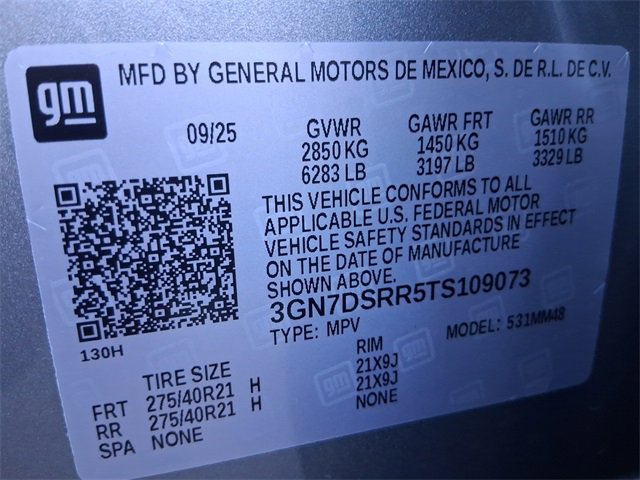 gm
MFD BY GENERAL MOTORS DE MEXICO, S. DE R.L. DE C.V.
09/25 GVWR GAWR FRT GAWR RR
2850 KG 1450 KG 1510 KG
6283 LB 3197 LB 3329 LB
THIS VEHICLE CONFORMS TO ALL
APPLICABLE U.S. FEDERAL MOTOR
VEHICLE SAFETY STANDARDS IN EFFECT
ON THE DATE OF MANUFACTURE
SHOWN ABOVE.
3GN7DSRR5TS109073
TYPE: MPV MODEL: 531MM48
130H
TIRE SIZE RIM
FRT 275/40R21 H 21X9J
RR 275/40R21 H 21X9J
SPA NONE NONE